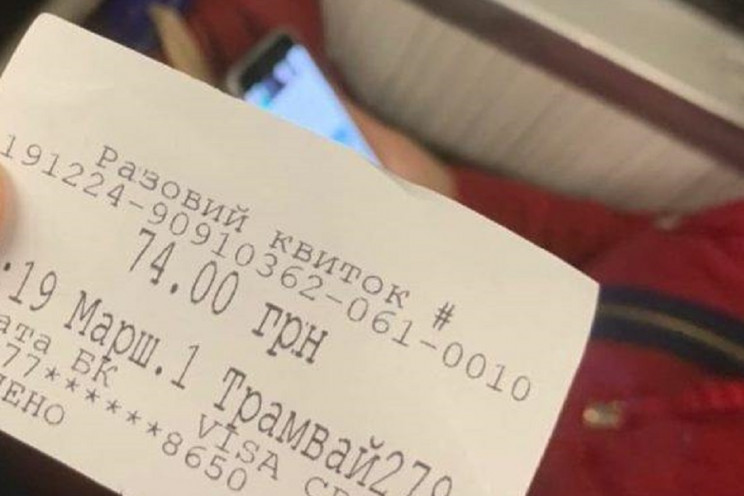 Разовий квиток #
191224-90910362-061-0010
74.00 грн
.19 Марш.1 Трамвай279
ата БК VISA
77******8650
ЕНО